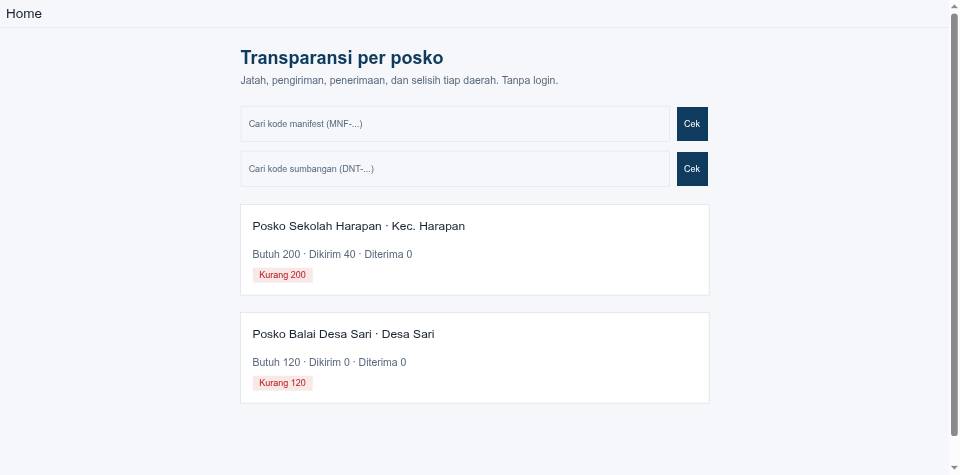 Home
Transparansi per posko
Jatah, pengiriman, penerimaan, dan selisih tiap daerah. Tanpa login.
Cari kode manifest (MNF-...)
Cek
Cari kode sumbangan (DNT-...)
Cek
Posko Sekolah Harapan · Kec. Harapan
Butuh 200 · Dikirim 40 · Diterima 0
Kurang 200
Posko Balai Desa Sari · Desa Sari
Butuh 120 · Dikirim 0 · Diterima 0
Kurang 120